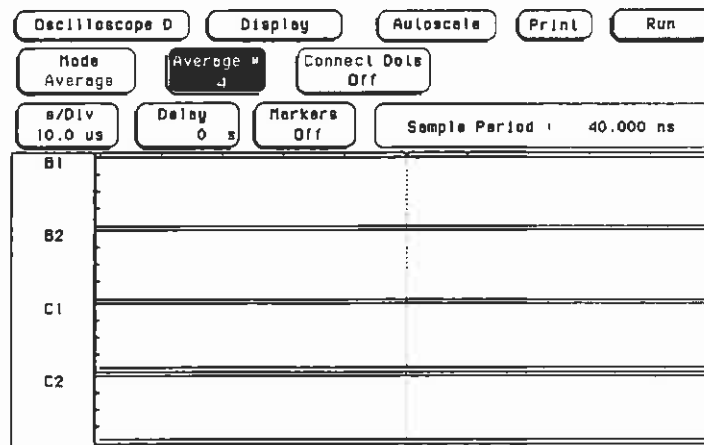 Oscilloscope D Display Autoscale Print Run
Mode Average Average # 4 Connect Dots Off
s/Div 10.0 us Delay 0 s Markers Off Sample Period : 40.000 ns
B1
B2
C1
C2